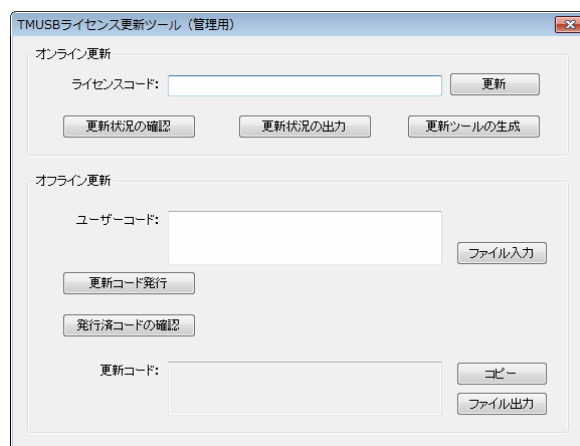 TMUSBライセンス更新ツール（管理用）
オンライン更新
ライセンスコード:
更新
更新状況の確認 更新状況の出力 更新ツールの生成
オフライン更新
ユーザーコード:
ファイル入力
更新コード発行
発行済コードの確認
更新コード:
コピー
ファイル出力